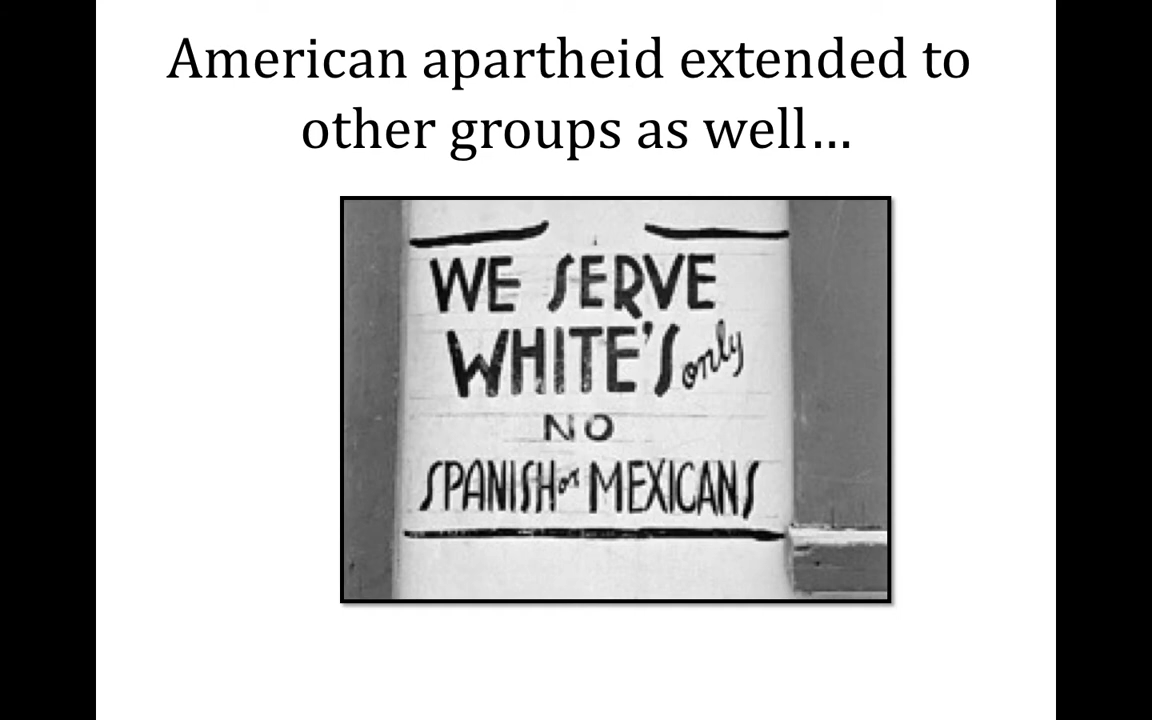 American apartheid extended to
other groups as well...
WE SERVE
WHITE'S only
NO
SPANISH or MEXICANS